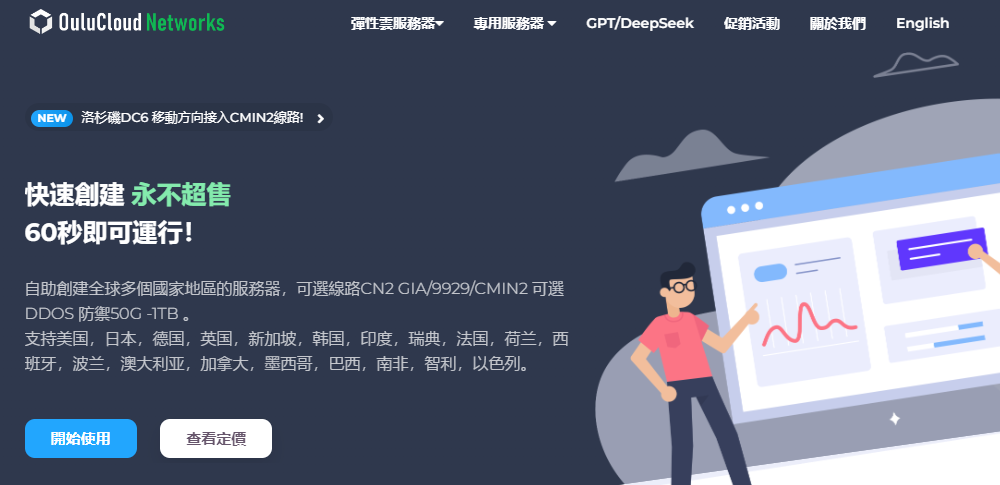 OuluCloud Networks
彈性雲服務器 專用服務器 GPT/DeepSeek 促銷活動 關於我們 English
NEW 洛杉磯DC6 移動方向接入CMIN2線路!
快速創建 永不超售
60秒即可運行!
自助創建全球多個國家地區的服務器，可選線路CN2 GIA/9929/CMIN2 可選
DDOS 防禦50G -1TB 。
支持美国，日本，德国，英国，新加坡，韩国，印度，瑞典，法国，荷兰，西
班牙，波兰，澳大利亚，加拿大，墨西哥，巴西，南非，智利，以色列。
開始使用 查看定價